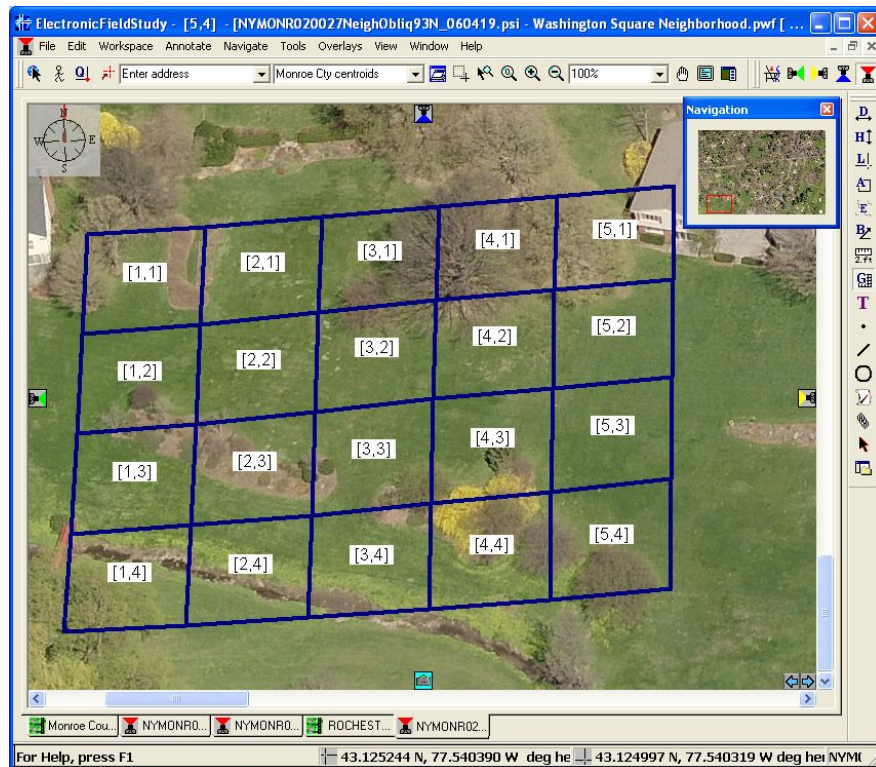 ElectronicFieldStudy - [5,4] - [NYMONR020027NeighObliq93N_060419.psi - Washington Square Neighborhood.pwf [ ...
File Edit Workspace Annotate Navigate Tools Overlays View Window Help
Enter address Monroe Cty centroids 100%
Navigation
N
W E
S
D
H
L
A
E
B
2.FT
G
T
[1,1] [2,1] [3,1] [4,1] [5,1]
[1,2] [2,2] [3,2] [4,2] [5,2]
[1,3] [2,3] [3,3] [4,3] [5,3]
[1,4] [2,4] [3,4] [4,4] [5,4]
Monroe Cou... NYMONR0... NYMONR0... ROCHEST... NYMONR02...
For Help, press F1 43.125244 N, 77.540390 W deg he 43.124997 N, 77.540319 W deg hei NYM